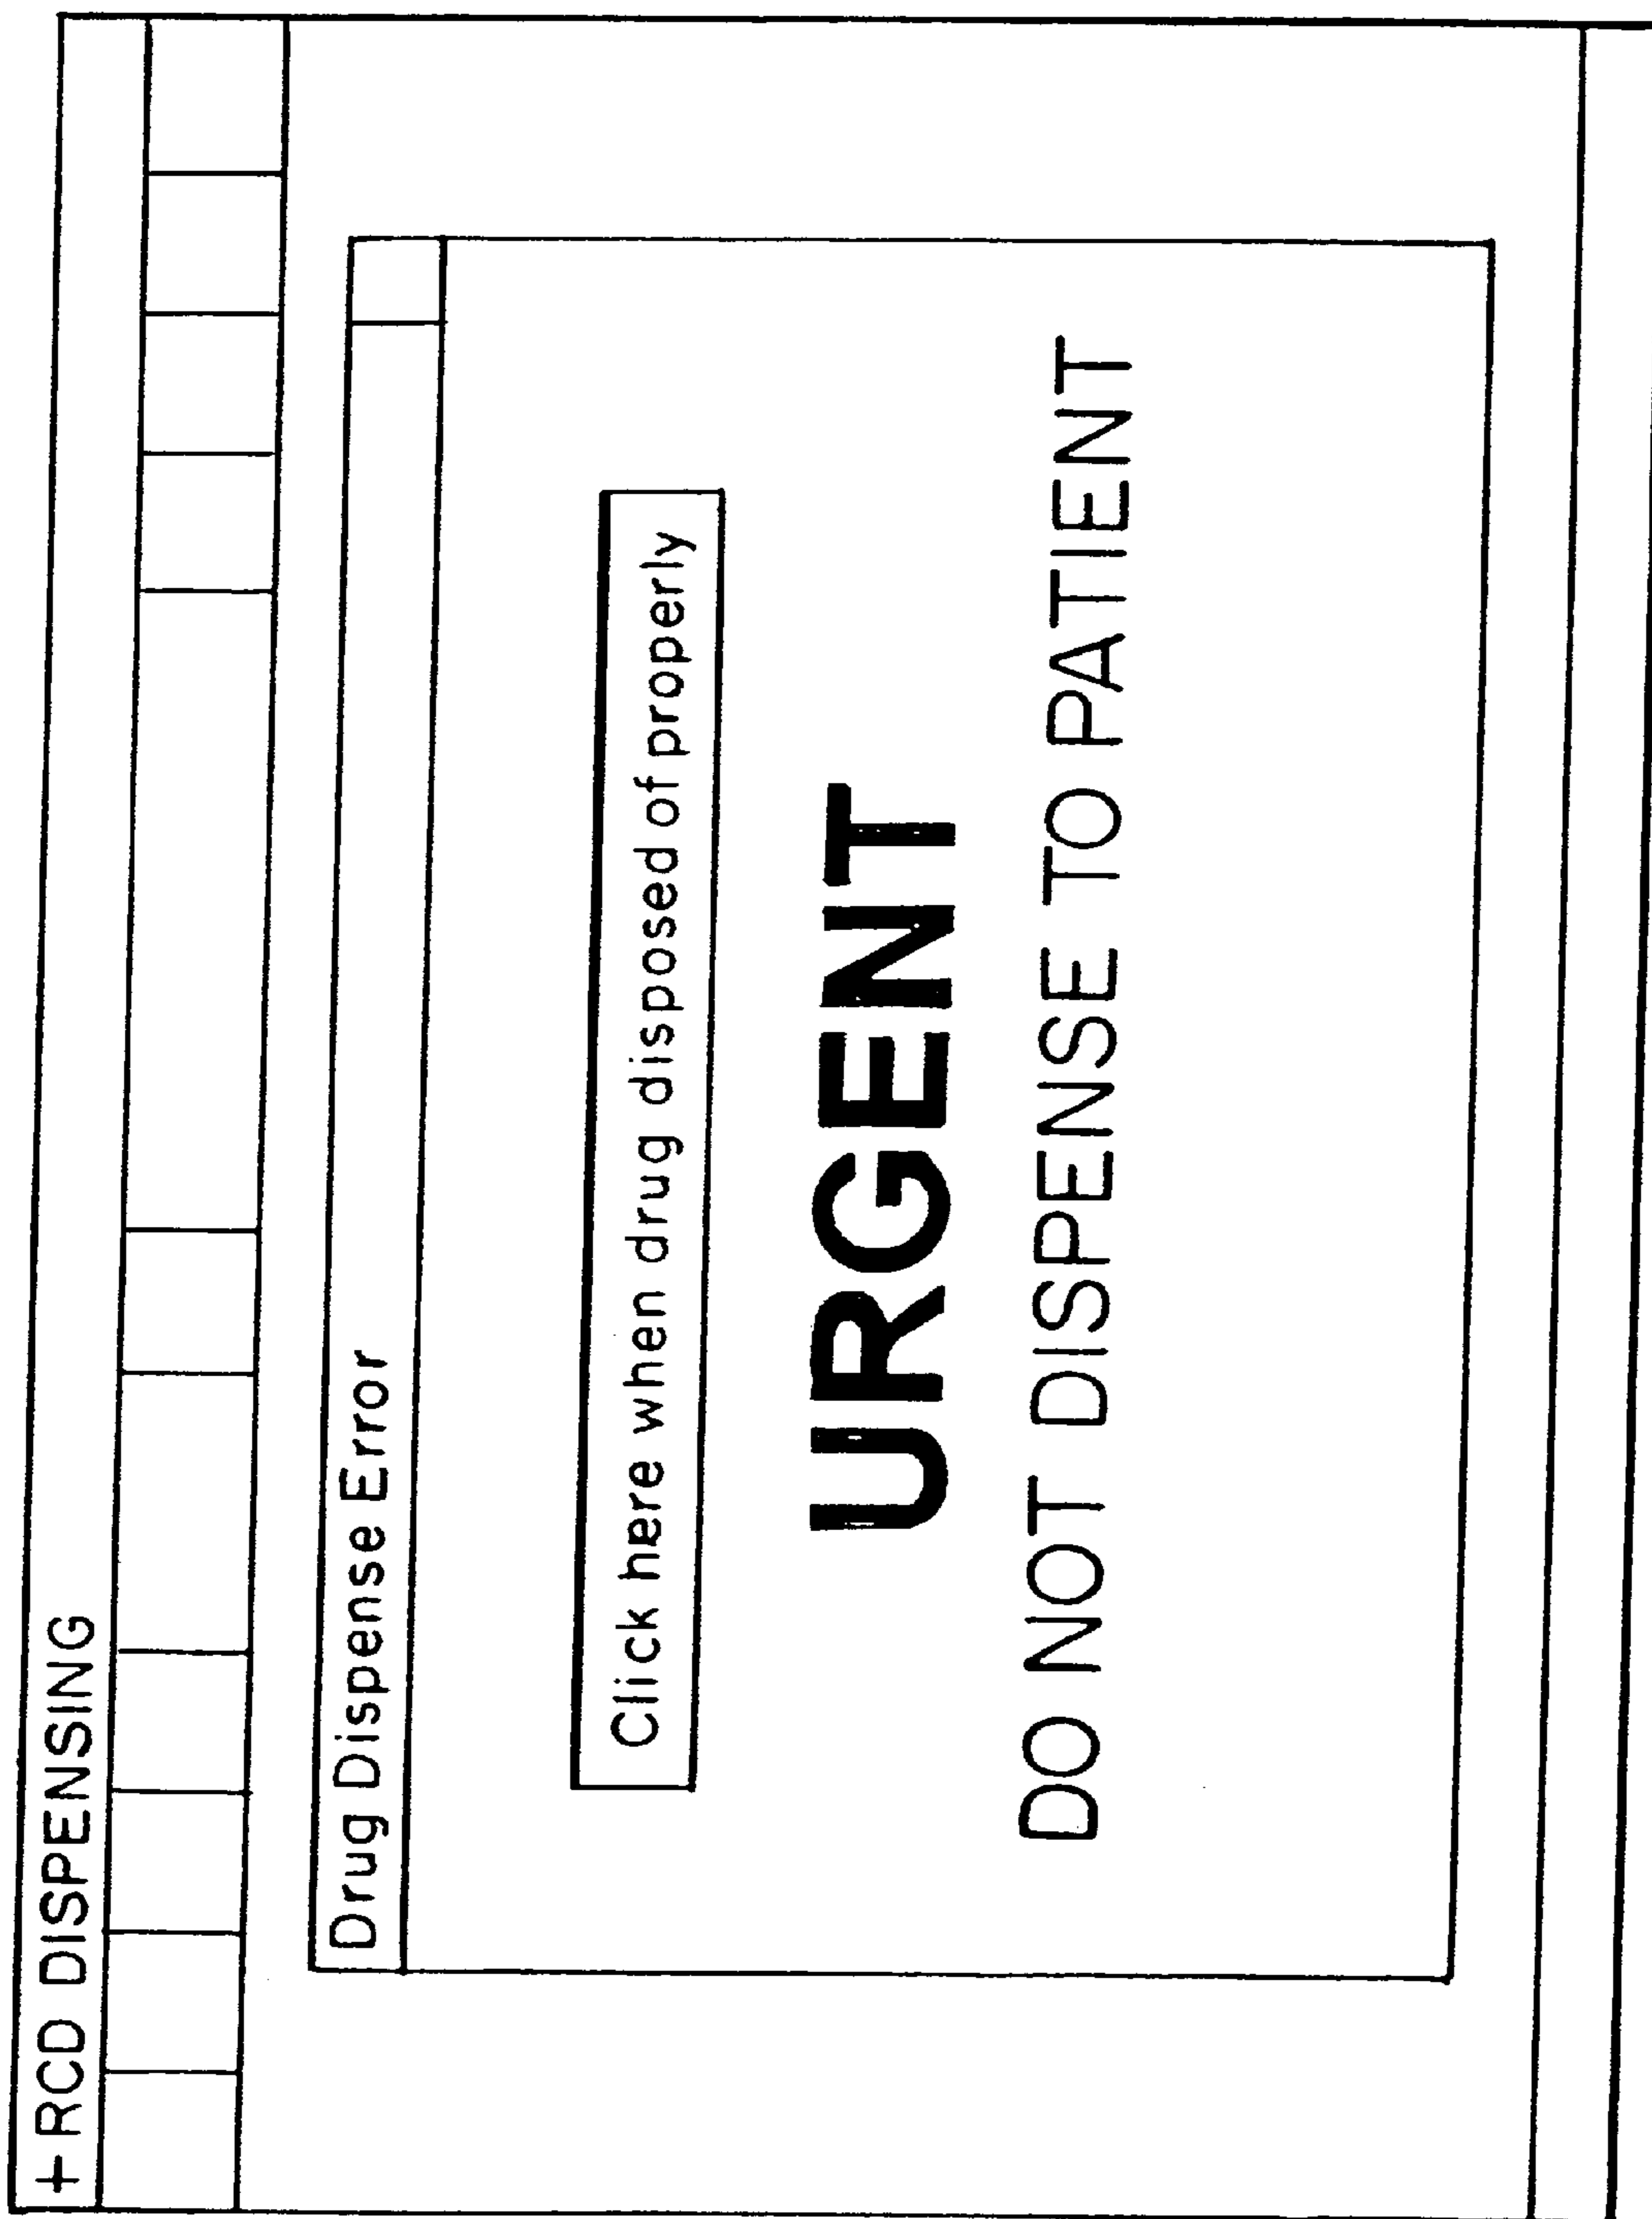 + RCD DISPENSING
Drug Dispense Error
Click here when drug disposed of properly
URGENT
DO NOT DISPENSE TO PATIENT